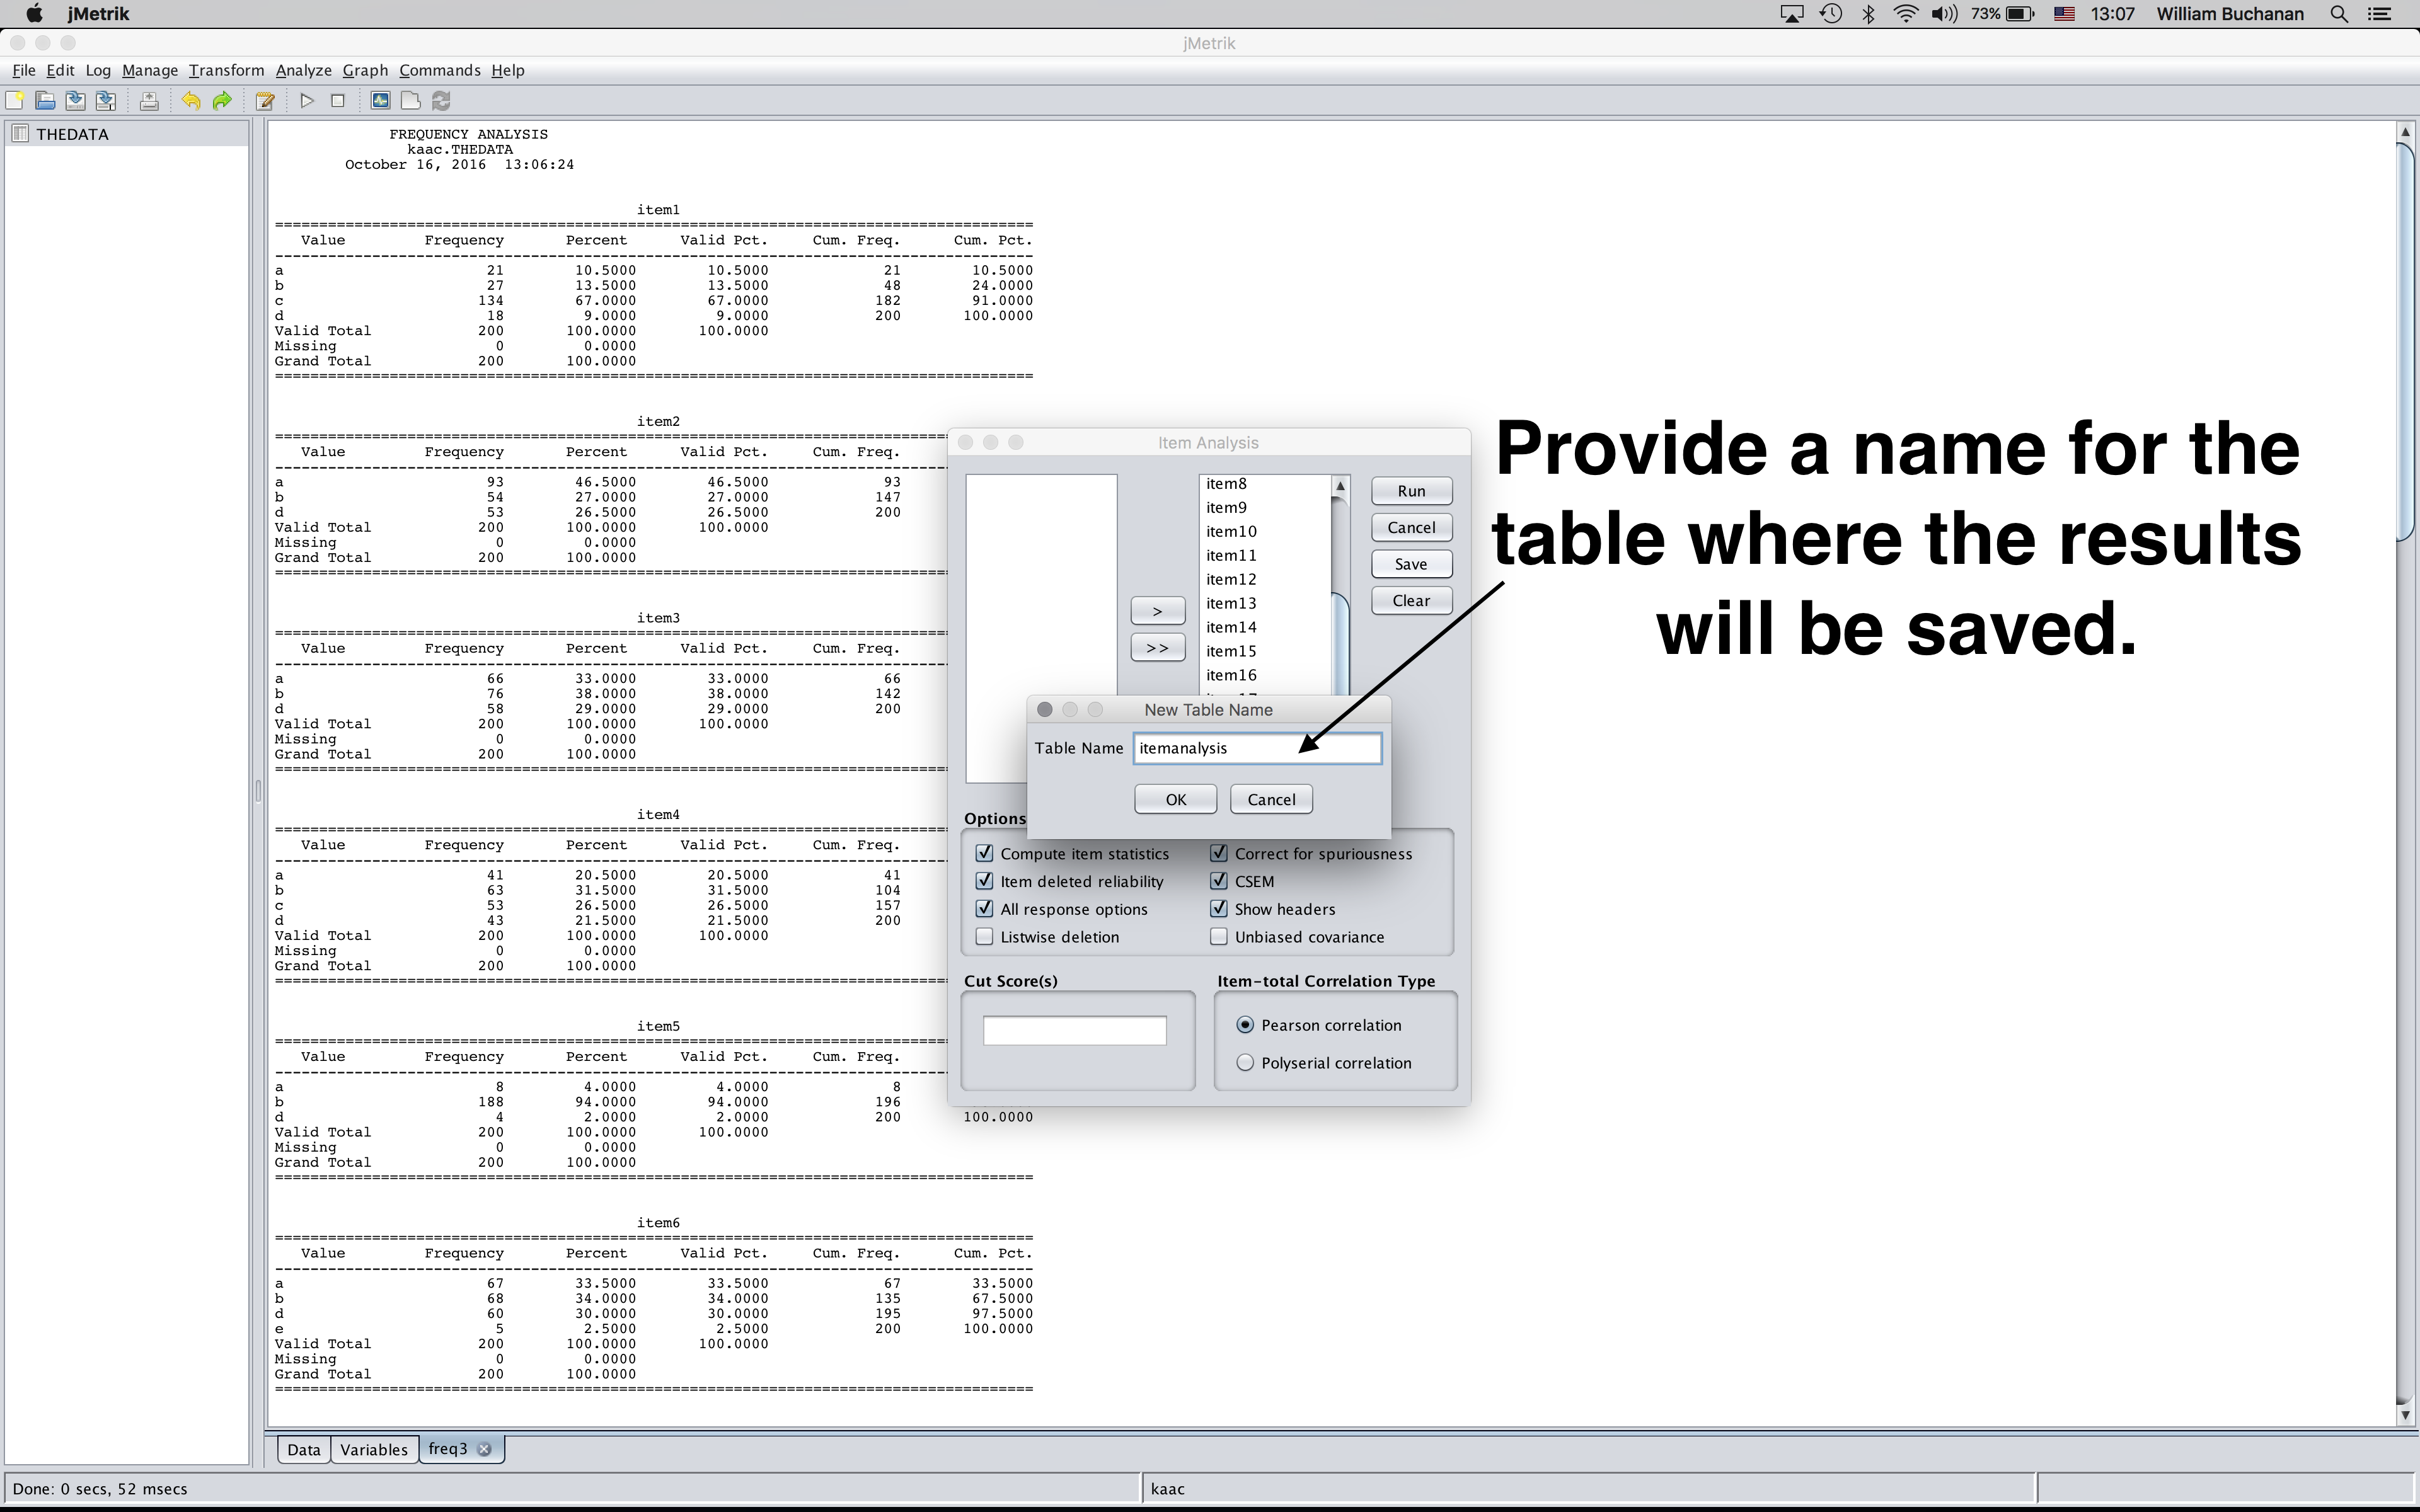 jMetrik
73%
13:07
William Buchanan
jMetrik
File Edit Log Manage Transform Analyze Graph Commands Help
THEDATA
FREQUENCY ANALYSIS
kaac.THEDATA
October 16, 2016  13:06:24
item1
==========
Value Frequency Percent Valid Pct. Cum. Freq. Cum. Pct.
----------
a 21 10.5000 10.5000 21 10.5000
b 27 13.5000 13.5000 48 24.0000
c 134 67.0000 67.0000 182 91.0000
d 18 9.0000 9.0000 200 100.0000
Valid Total 200 100.0000 100.0000
Missing 0 0.0000
Grand Total 200 100.0000
==========
item2
Value Frequency Percent Valid Pct. Cum. Freq.
a 93 46.5000 46.5000 93
b 54 27.0000 27.0000 147
d 53 26.5000 26.5000 200
Valid Total 200 100.0000 100.0000
Missing 0 0.0000
Grand Total 200 100.0000
item3
Value Frequency Percent Valid Pct. Cum. Freq.
a 66 33.0000 33.0000 66
b 76 38.0000 38.0000 142
d 58 29.0000 29.0000 200
Valid Total 200 100.0000 100.0000
Missing 0 0.0000
Grand Total 200 100.0000
item4
Value Frequency Percent Valid Pct. Cum. Freq.
a 41 20.5000 20.5000 41
b 63 31.5000 31.5000 104
c 53 26.5000 26.5000 157
d 43 21.5000 21.5000 200
Valid Total 200 100.0000 100.0000
Missing 0 0.0000
Grand Total 200 100.0000
item5
Value Frequency Percent Valid Pct. Cum. Freq.
a 8 4.0000 4.0000 8
b 188 94.0000 94.0000 196
d 4 2.0000 2.0000 200 100.0000
Valid Total 200 100.0000 100.0000
Missing 0 0.0000
Grand Total 200 100.0000
item6
Value Frequency Percent Valid Pct. Cum. Freq. Cum. Pct.
a 67 33.5000 33.5000 67 33.5000
b 68 34.0000 34.0000 135 67.5000
d 60 30.0000 30.0000 195 97.5000
e 5 2.5000 2.5000 200 100.0000
Valid Total 200 100.0000 100.0000
Missing 0 0.0000
Grand Total 200 100.0000
Item Analysis
item8
item9
item10
item11
item12
item13
item14
item15
item16
>
>>
Run
Cancel
Save
Clear
New Table Name
Table Name itemanalysis
OK Cancel
Options
Compute item statistics
Correct for spuriousness
Item deleted reliability
CSEM
All response options
Show headers
Listwise deletion
Unbiased covariance
Cut Score(s)
Item-total Correlation Type
Pearson correlation
Polyserial correlation
Provide a name for the
table where the results
will be saved.
Data Variables freq3
Done: 0 secs, 52 msecs
kaac